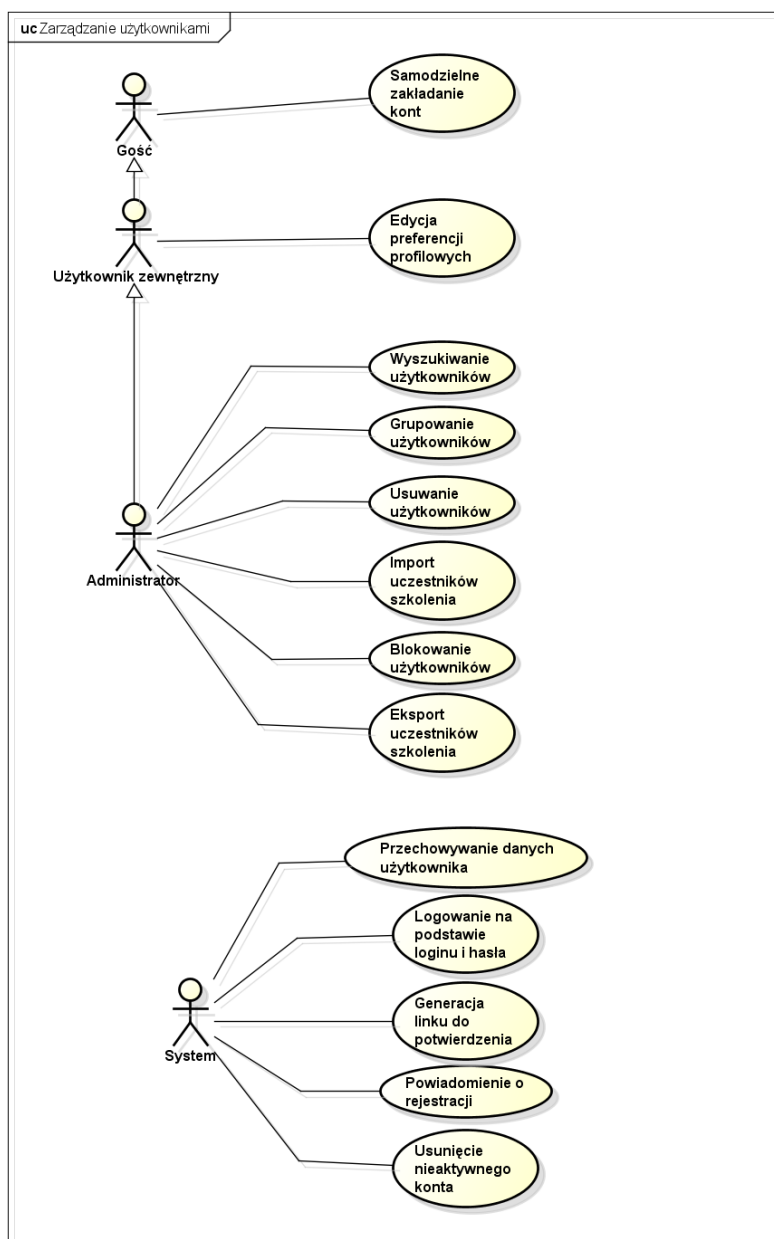 uc Zarządzanie użytkownikami
Samodzielne
zakładanie
kont
Gość
Edycja
preferencji
profilowych
Użytkownik zewnętrzny
Wyszukiwanie
użytkowników
Grupowanie
użytkowników
Usuwanie
użytkowników
Import
uczestników
szkolenia
Administrator
Blokowanie
użytkowników
Eksport
uczestników
szkolenia
Przechowywanie danych
użytkownika
Logowanie na
podstawie
loginu i hasła
Generacja
linku do
potwierdzenia
System
Powiadomienie o
rejestracji
Usunięcie
nieaktywnego
konta